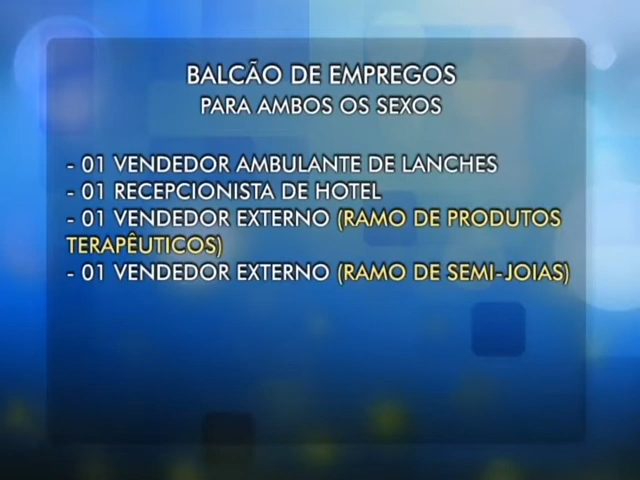 BALCÃO DE EMPREGOS
PARA AMBOS OS SEXOS
- 01 VENDEDOR AMBULANTE DE LANCHES
- 01 RECEPCIONISTA DE HOTEL
- 01 VENDEDOR EXTERNO (RAMO DE PRODUTOS
TERAPÊUTICOS)
- 01 VENDEDOR EXTERNO (RAMO DE SEMI-JOIAS)